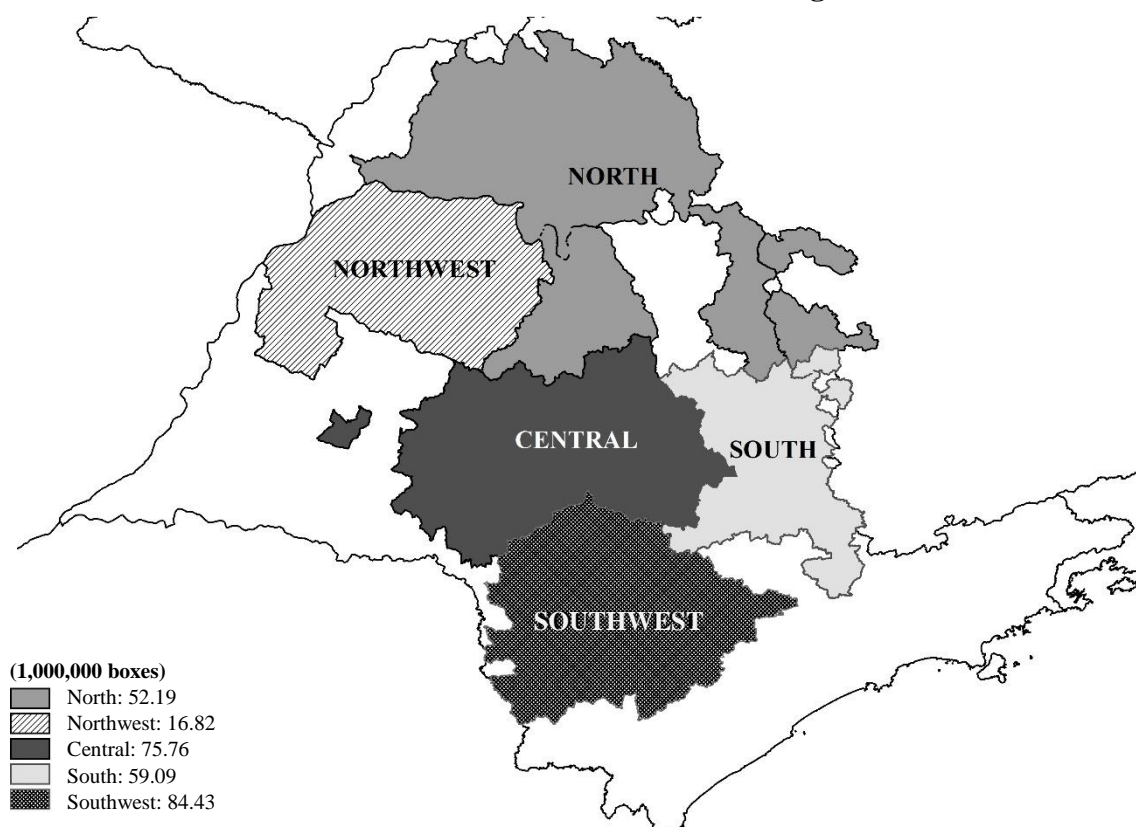 NORTH
NORTHWEST
CENTRAL
SOUTH
SOUTHWEST
(1,000,000 boxes)
North: 52.19
Northwest: 16.82
Central: 75.76
South: 59.09
Southwest: 84.43